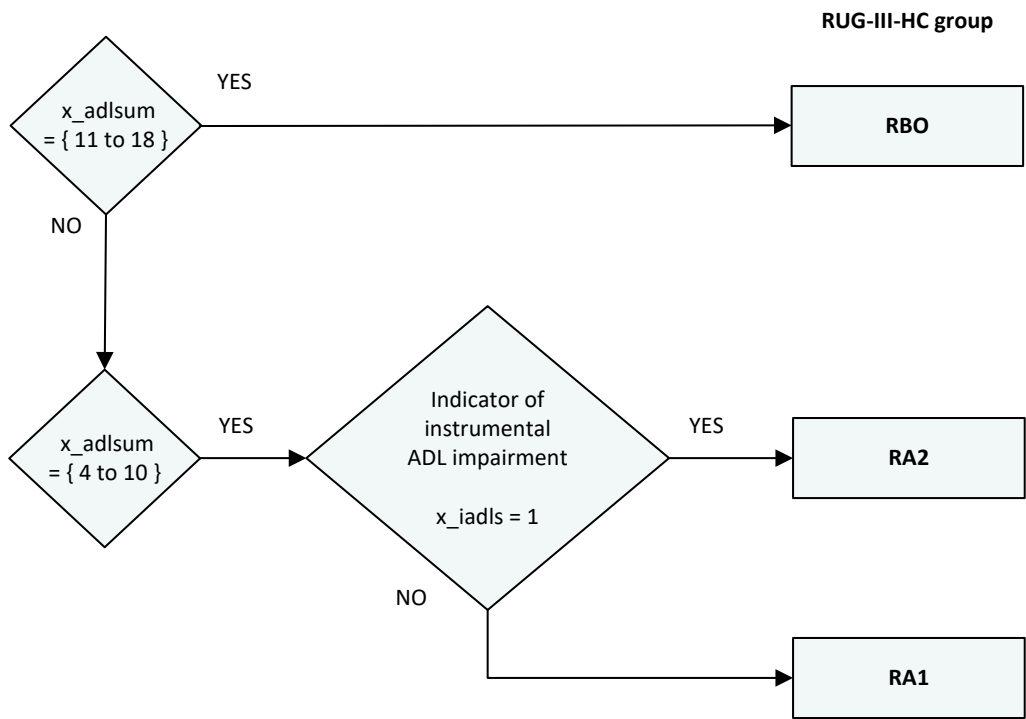 RUG-III-HC group
x_adlsum
= { 11 to 18 }
YES
RBO
NO
x_adlsum
= { 4 to 10 }
YES
Indicator of
instrumental
ADL impairment
x_iadls = 1
YES
RA2
NO
RA1